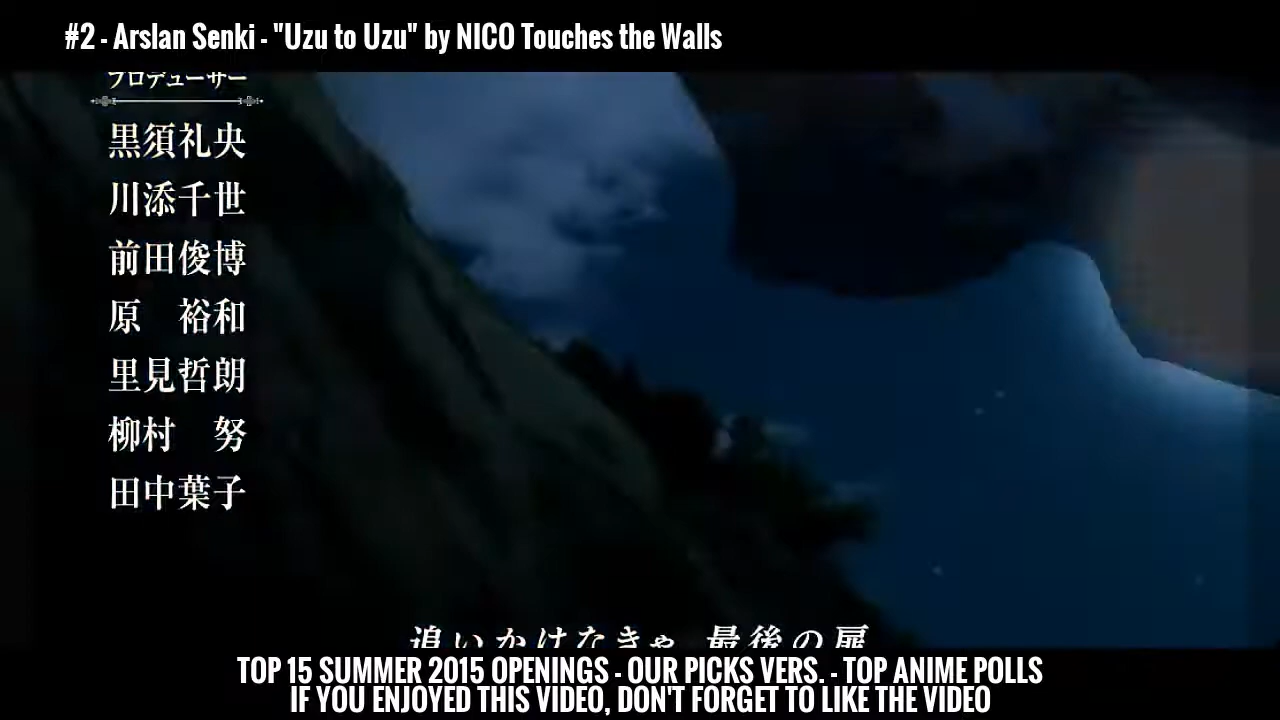 #2 - Arslan Senki - "Uzu to Uzu" by NICO Touches the Walls
プロデューサー
黒須礼央
川添千世
前田俊博
原　裕和
里見哲朗
柳村　努
田中葉子
追いかけなきゃ 最後の扉
TOP 15 SUMMER 2015 OPENINGS - OUR PICKS VERS. - TOP ANIME POLLS
IF YOU ENJOYED THIS VIDEO, DON'T FORGET TO LIKE THE VIDEO